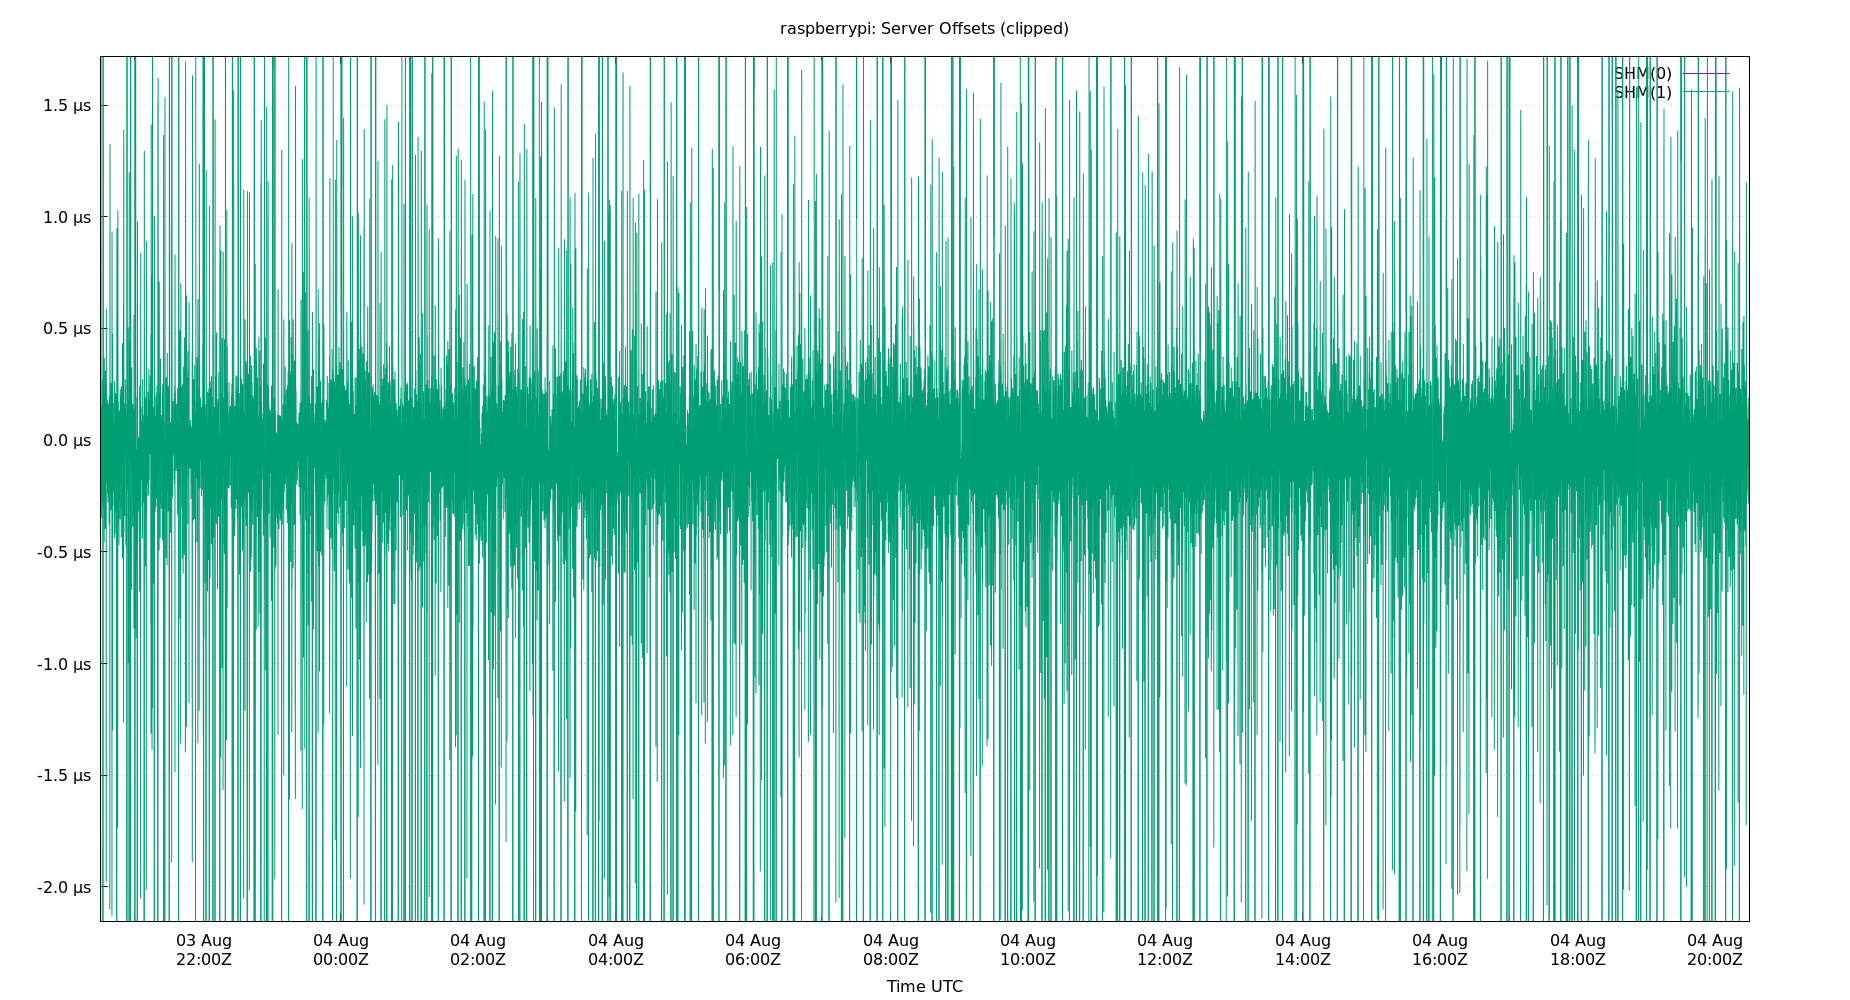 raspberrypi: Server Offsets (clipped)
SHM(0)
SHM(1)
1.5 µs
1.0 µs
0.5 µs
0.0 µs
-0.5 µs
-1.0 µs
-1.5 µs
-2.0 µs
03 Aug 04 Aug 04 Aug 04 Aug 04 Aug 04 Aug 04 Aug 04 Aug 04 Aug 04 Aug 04 Aug 04 Aug
22:00Z 00:00Z 02:00Z 04:00Z 06:00Z 08:00Z 10:00Z 12:00Z 14:00Z 16:00Z 18:00Z 20:00Z
Time UTC